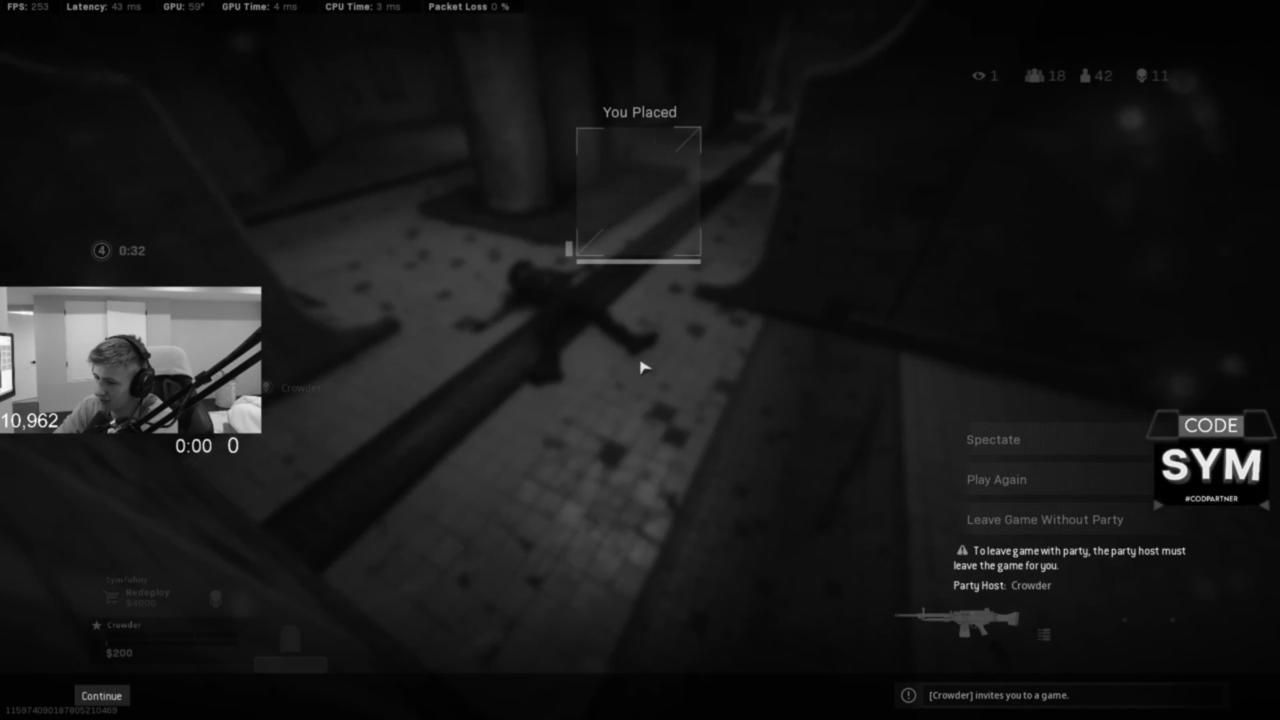 FPS: 253 Latency: 43 ms GPU: 59° GPU Time: 4 ms CPU Time: 3 ms Packet Loss 0 %
1 18 42 11
You Placed
4 0:32
Crowder
10,962
0:00 0
CODE
SYM
#CODPARTNER
Spectate
Play Again
Leave Game Without Party
To leave game with party, the party host must
leave the game for you.
Party Host: Crowder
Symfuhny
Redeploy
$4000
Crowder
$200
Continue
[Crowder] invites you to a game.
115974090187805210469